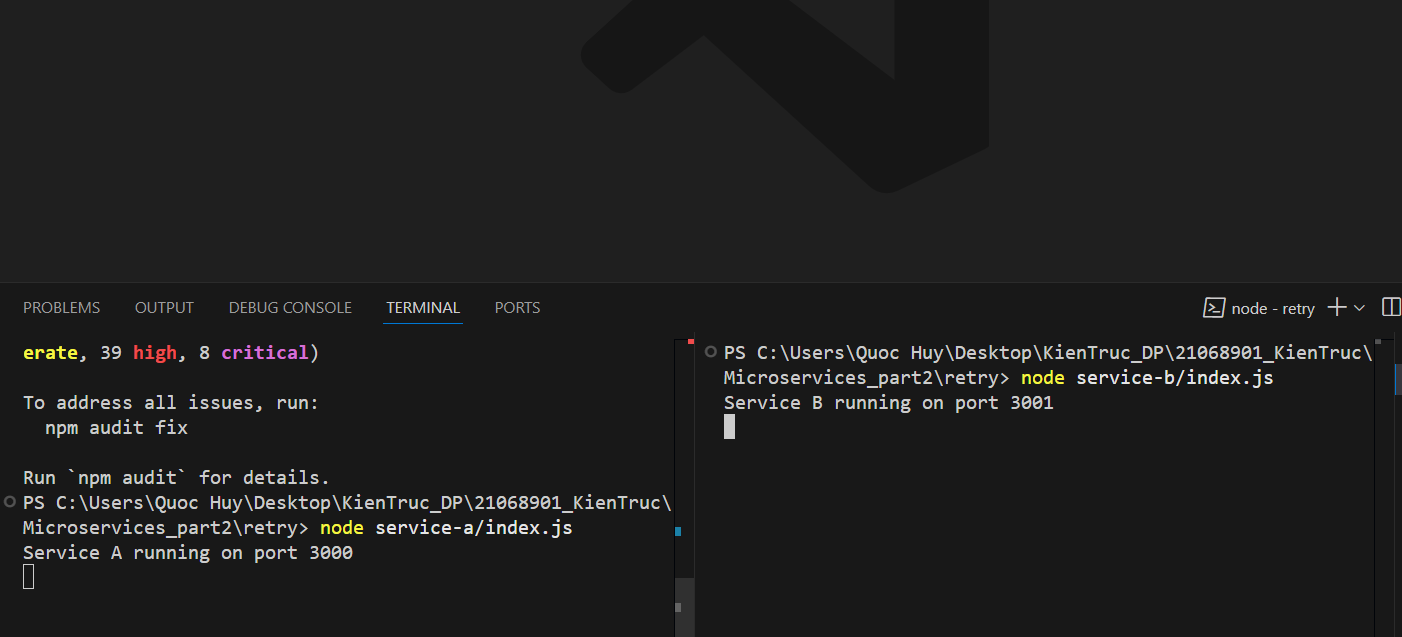 PROBLEMS OUTPUT DEBUG CONSOLE TERMINAL PORTS node - retry
erate, 39 high, 8 critical)
To address all issues, run:
npm audit fix
Run `npm audit` for details.
PS C:\Users\Quoc Huy\Desktop\KienTruc_DP\21068901_KienTruc\
Microservices_part2\retry> node service-a/index.js
Service A running on port 3000
PS C:\Users\Quoc Huy\Desktop\KienTruc_DP\21068901_KienTruc\
Microservices_part2\retry> node service-b/index.js
Service B running on port 3001